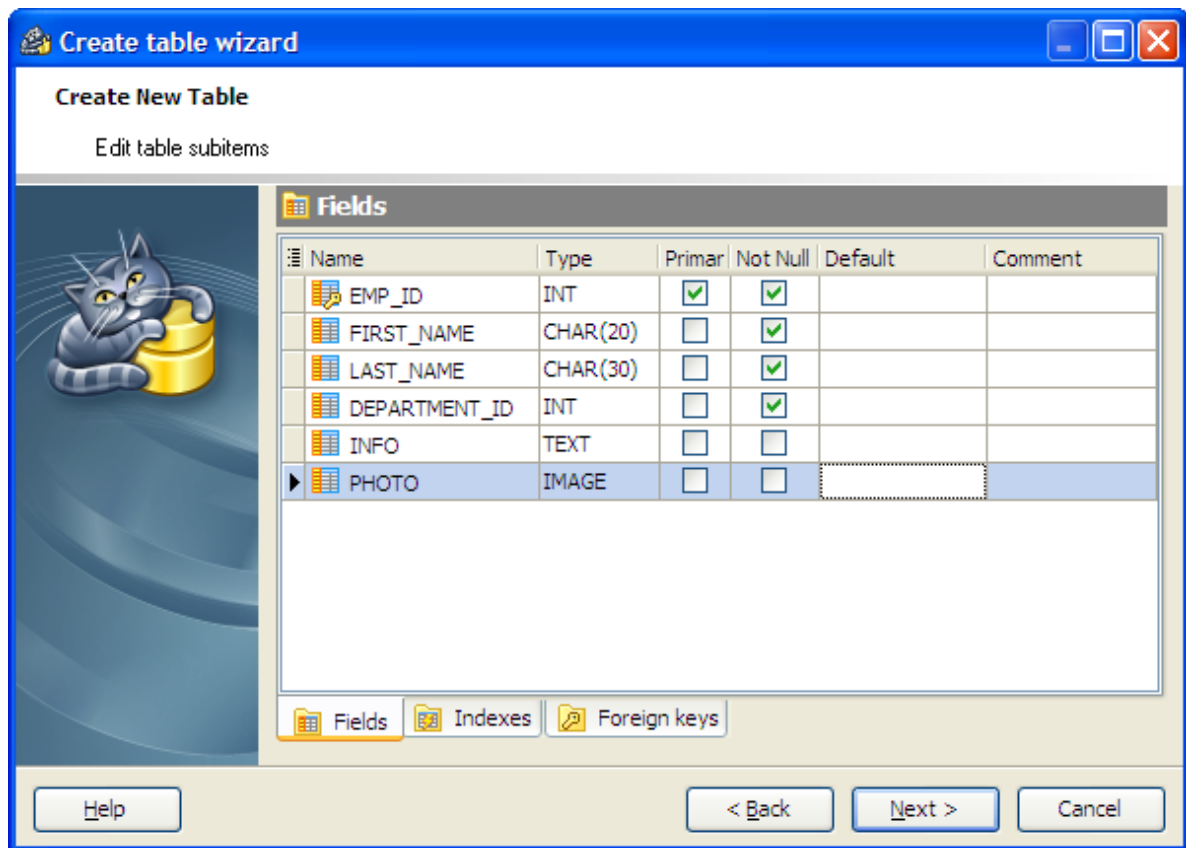 Create table wizard
Create New Table
Edit table subitems
Fields
Name Type Primar Not Null Default Comment
EMP_ID INT
FIRST_NAME CHAR(20)
LAST_NAME CHAR(30)
DEPARTMENT_ID INT
INFO TEXT
PHOTO IMAGE
Fields Indexes Foreign keys
Help < Back Next > Cancel